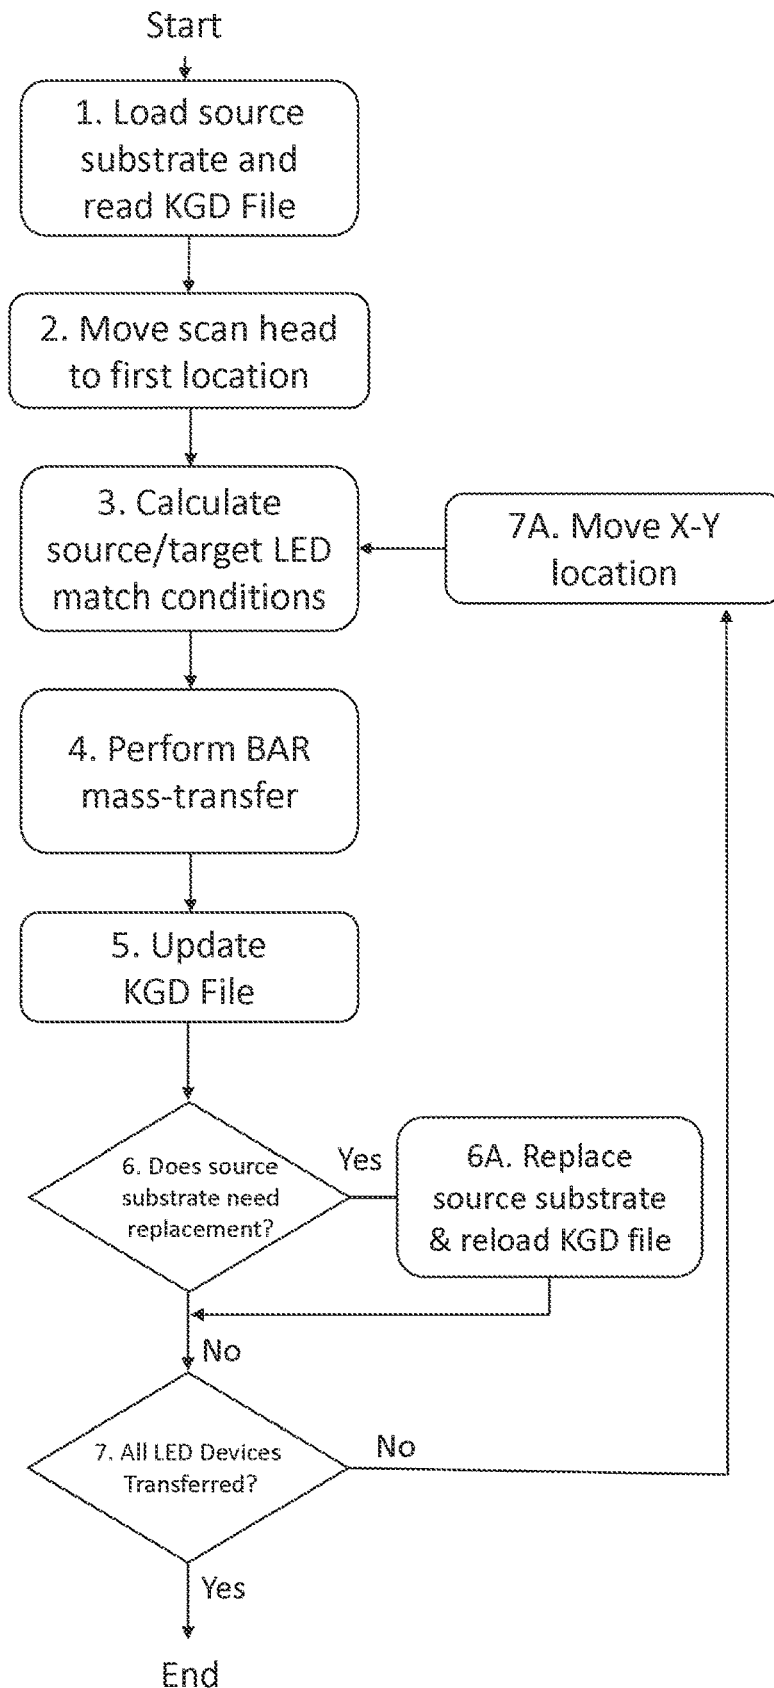 Start
1. Load source
substrate and
read KGD File
2. Move scan head
to first location
3. Calculate
source/target LED
match conditions
7A. Move X-Y
location
4. Perform BAR
mass-transfer
5. Update
KGD File
6. Does source
substrate need
replacement?
Yes
6A. Replace
source substrate
& reload KGD file
No
7. All LED Devices
Transferred?
No
Yes
End